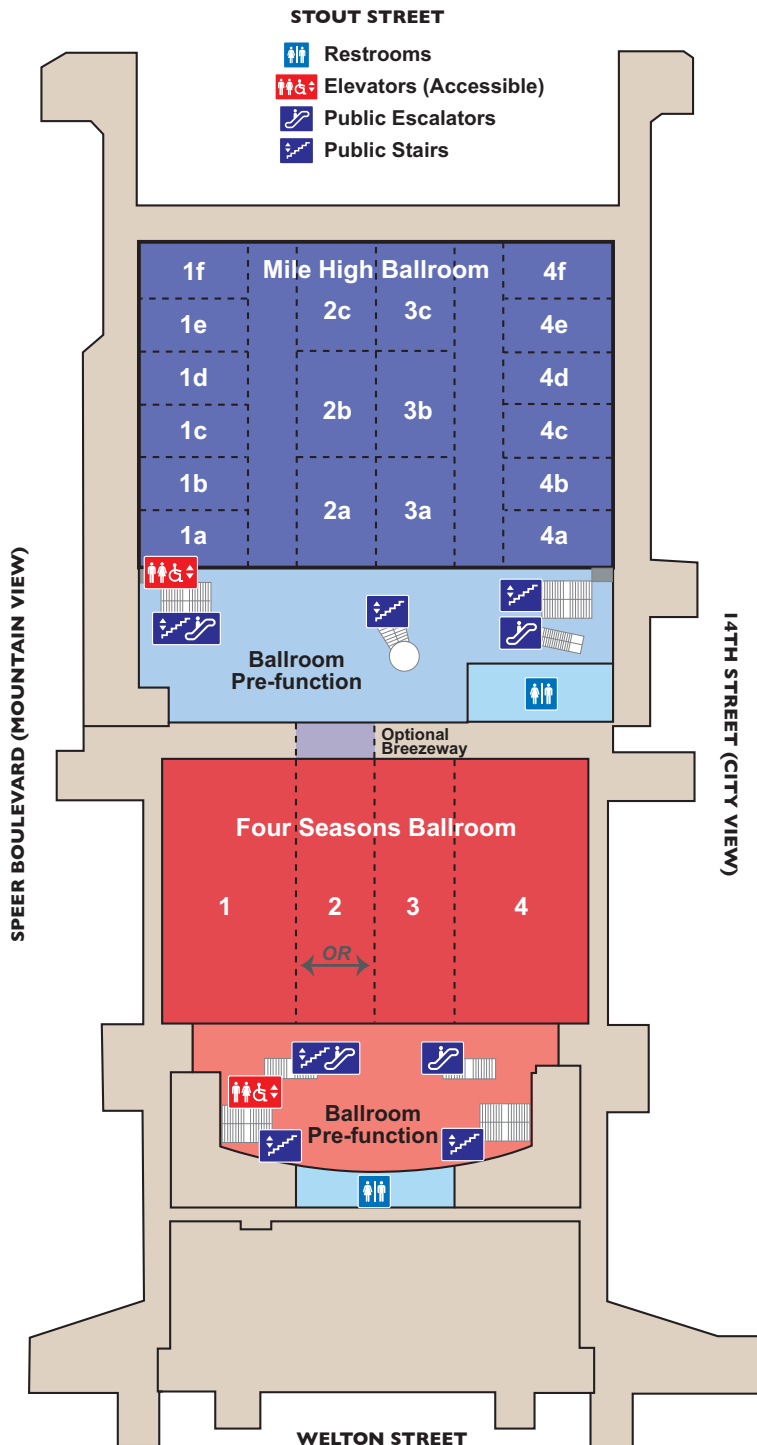 STOUT STREET
Restrooms
Elevators (Accessible)
Public Escalators
Public Stairs
Mile High Ballroom
1f
4f
2c
3c
1e
4e
1d
4d
2b
3b
1c
4c
1b
4b
2a
3a
1a
4a
Ballroom
Pre-function
Optional
Breezeway
SPEER BOULEVARD (MOUNTAIN VIEW)
14TH STREET (CITY VIEW)
Four Seasons Ballroom
1
2
3
4
OR
Ballroom
Pre-function
WELTON STREET